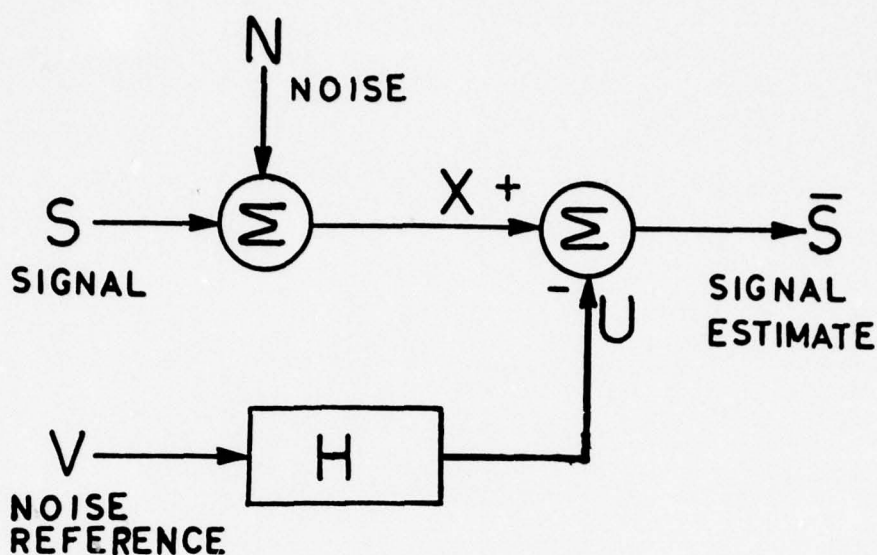 N
NOISE
S
SIGNAL
Σ
X +
Σ
S̄
SIGNAL
ESTIMATE
-
U
V
NOISE
REFERENCE
H